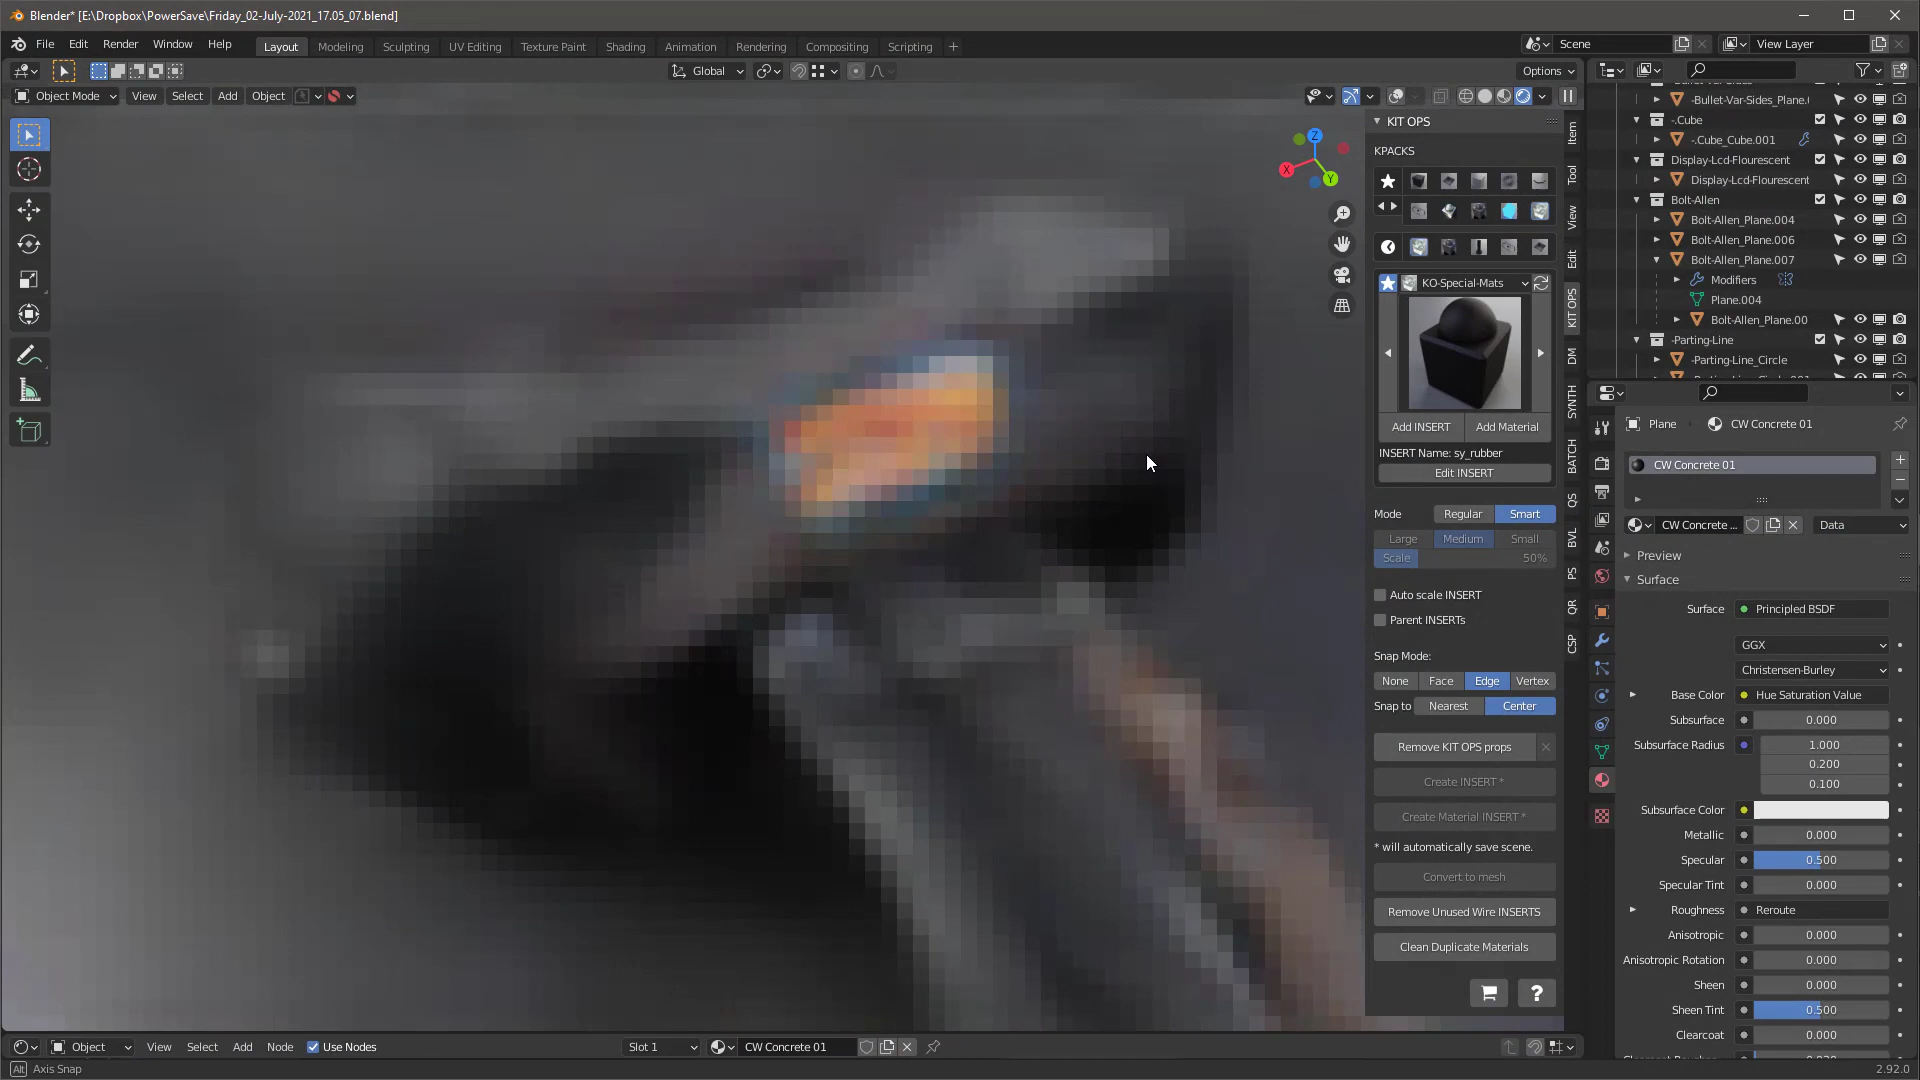 Blender* [E:\Dropbox\PowerSave\Friday_02-July-2021_17.05_07.blend]
File Edit Render Window Help Layout Modeling Sculpting UV Editing Texture Paint Shading Animation Rendering Compositing Scripting + Scene View Layer
Global Options
Object Mode View Select Add Object
Z
X
Y
KIT OPS
KPACKS
KO-Special-Mats
Add INSERT Add Material
INSERT Name: sy_rubber
Edit INSERT
Mode Regular Smart
Large Medium Small
Scale 50%
Auto scale INSERT
Parent INSERTs
Snap Mode:
None Face Edge Vertex
Snap to Nearest Center
Remove KIT OPS props
Create INSERT *
Create Material INSERT *
* will automatically save scene.
Convert to mesh
Remove Unused Wire INSERTS
Clean Duplicate Materials
?
Item
Tool
View
Edit
KIT OPS
DM
SYNTH
BATCH
QS
BVL
PS
QR
CSP
-Bullet-Var-Sides_Plane.
-.Cube
-.Cube_Cube.001
Display-Lcd-Flourescent
Display-Lcd-Flourescent
Bolt-Allen
Bolt-Allen_Plane.004
Bolt-Allen_Plane.006
Bolt-Allen_Plane.007
Modifiers
Plane.004
Bolt-Allen_Plane.00
-Parting-Line
-Parting-Line_Circle
Plane CW Concrete 01
CW Concrete 01
CW Concrete ... Data
Preview
Surface
Surface Principled BSDF
GGX
Christensen-Burley
Base Color Hue Saturation Value
Subsurface 0.000
Subsurface Radius 1.000
0.200
0.100
Subsurface Color
Metallic 0.000
Specular 0.500
Specular Tint 0.000
Roughness Reroute
Anisotropic 0.000
Anisotropic Rotation 0.000
Sheen 0.000
Sheen Tint 0.500
Clearcoat 0.000
Object View Select Add Node Use Nodes Slot 1 CW Concrete 01
Alt Axis Snap 2.92.0